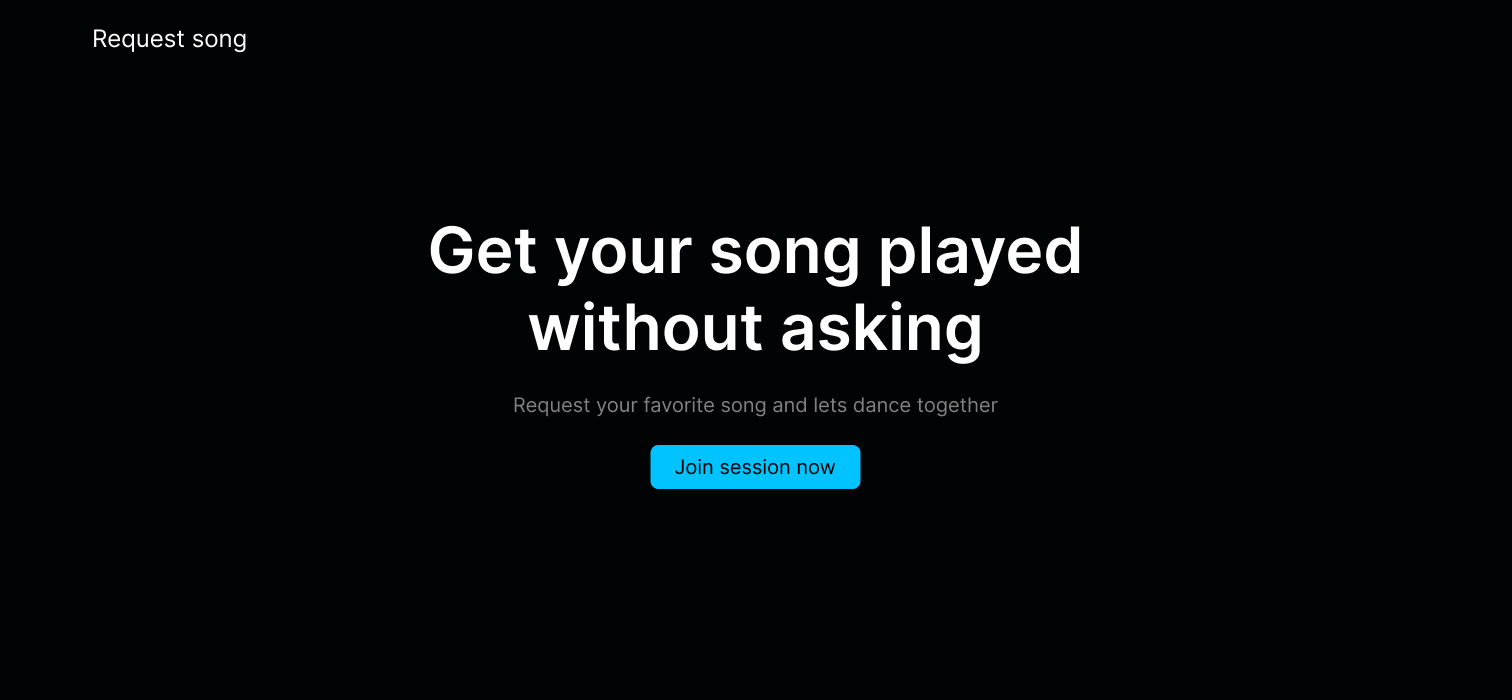 Request song
Get your song played
without asking
Request your favorite song and lets dance together
Join session now